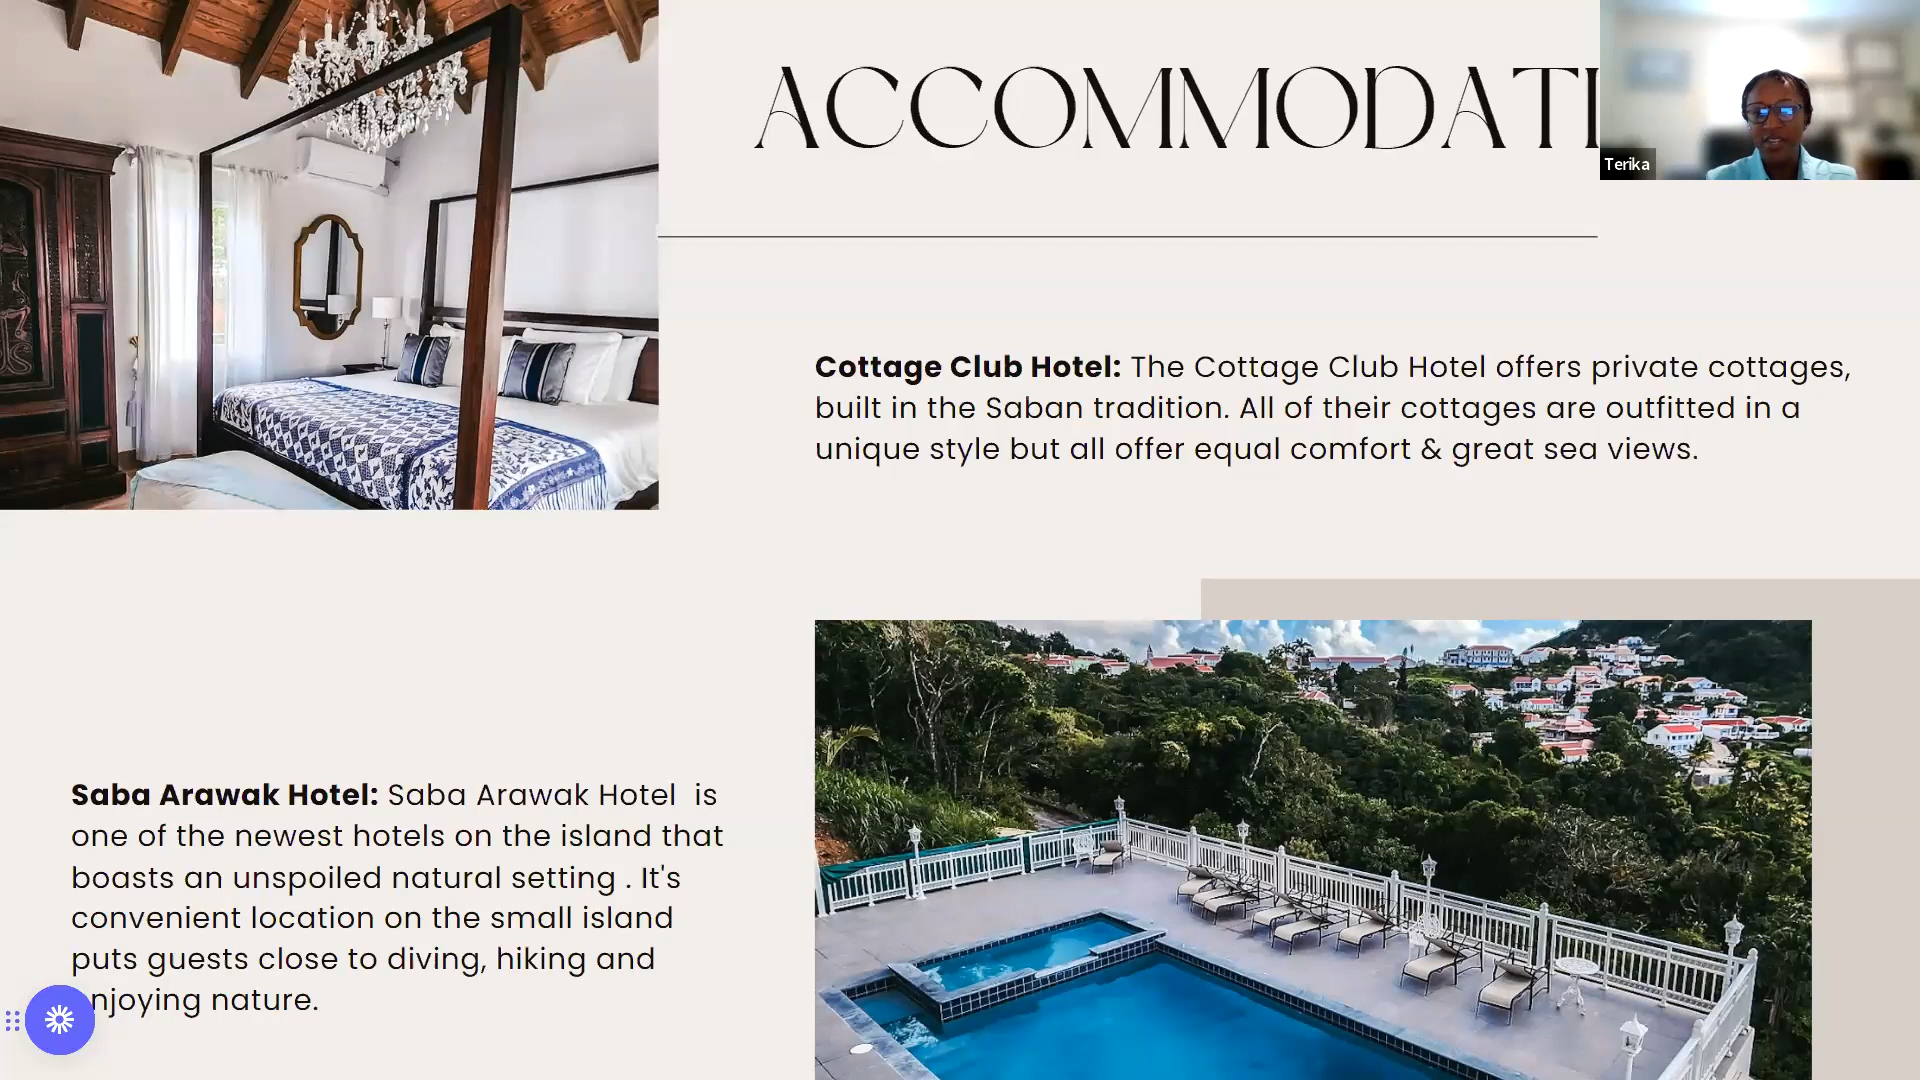 ACCOMMODATI
Terika
Cottage Club Hotel: The Cottage Club Hotel offers private cottages,
built in the Saban tradition. All of their cottages are outfitted in a
unique style but all offer equal comfort & great sea views.
Saba Arawak Hotel: Saba Arawak Hotel  is
one of the newest hotels on the island that
boasts an unspoiled natural setting . It's
convenient location on the small island
puts guests close to diving, hiking and
enjoying nature.